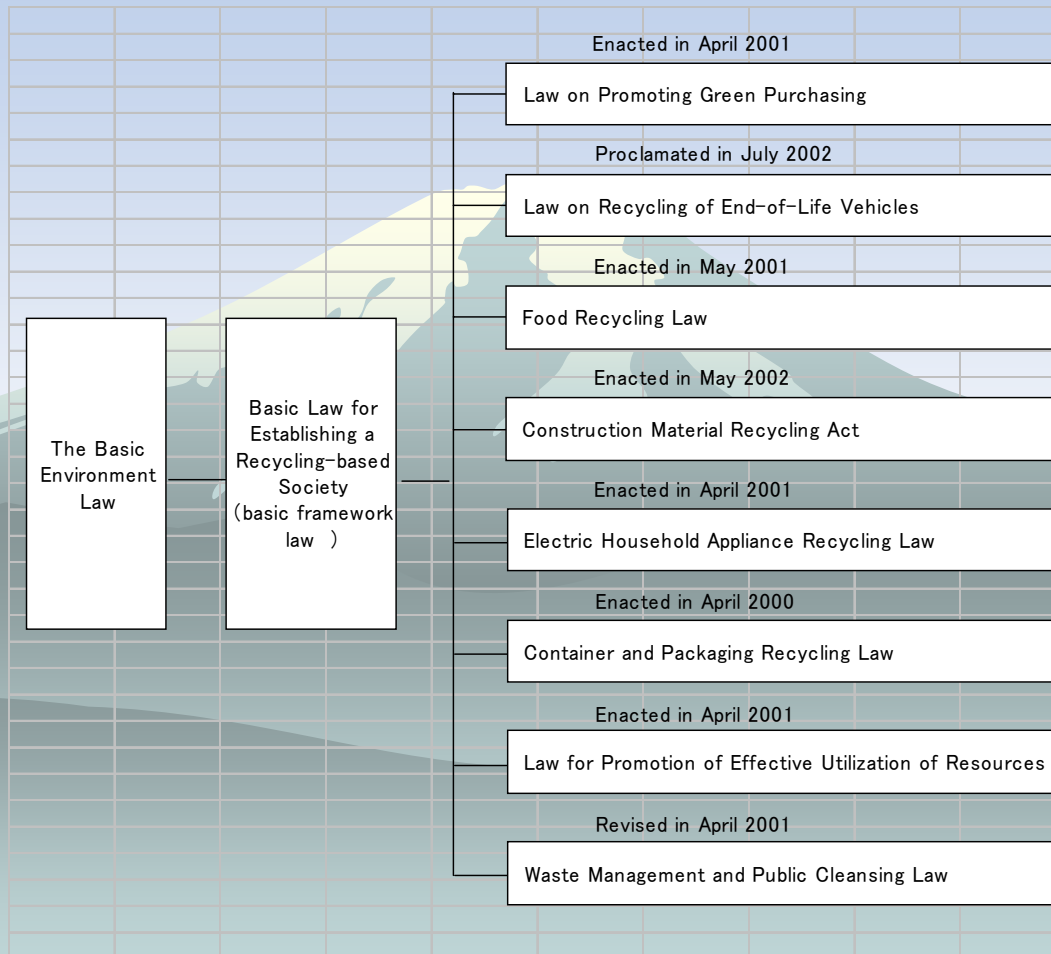 The Basic
Environment
Law
Basic Law for
Establishing a
Recycling-based
Society
(basic framework
law )
Enacted in April 2001
Law on Promoting Green Purchasing
Proclamated in July 2002
Law on Recycling of End-of-Life Vehicles
Enacted in May 2001
Food Recycling Law
Enacted in May 2002
Construction Material Recycling Act
Enacted in April 2001
Electric Household Appliance Recycling Law
Enacted in April 2000
Container and Packaging Recycling Law
Enacted in April 2001
Law for Promotion of Effective Utilization of Resources
Revised in April 2001
Waste Management and Public Cleansing Law